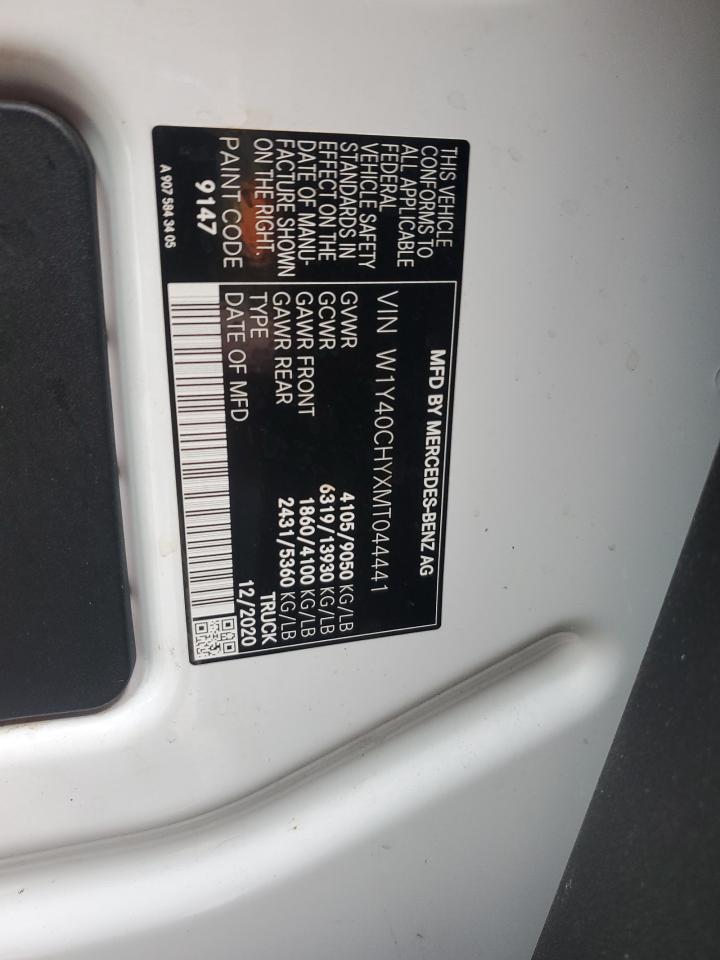 THIS VEHICLE
CONFORMS TO
ALL APPLICABLE
FEDERAL
VEHICLE SAFETY
STANDARDS IN
EFFECT ON THE
DATE OF MANU-
FACTURE SHOWN
ON THE RIGHT.
PAINT CODE
9147
A 907 584 34 05
MFD BY MERCEDES-BENZ AG
VIN W1Y40CHYXMT044441
GVWR 4105/9050 KG/LB
GCWR 6319/13930 KG/LB
GAWR FRONT 1860/4100 KG/LB
GAWR REAR 2431/5360 KG/LB
TYPE TRUCK
DATE OF MFD 12/2020